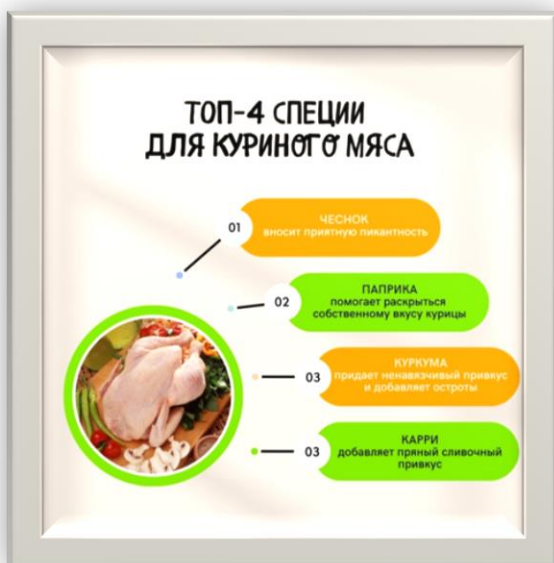 ТОП-4 СПЕЦИИ
ДЛЯ КУРИНОГО МЯСА
01
ЧЕСНОК
вносит приятную пикантность
02
ПАПРИКА
помогает раскрыться
собственному вкусу курицы
03
КУРКУМА
придает ненавязчивый привкус
и добавляет остроты
03
КАРРИ
добавляет пряный сливочный
привкус